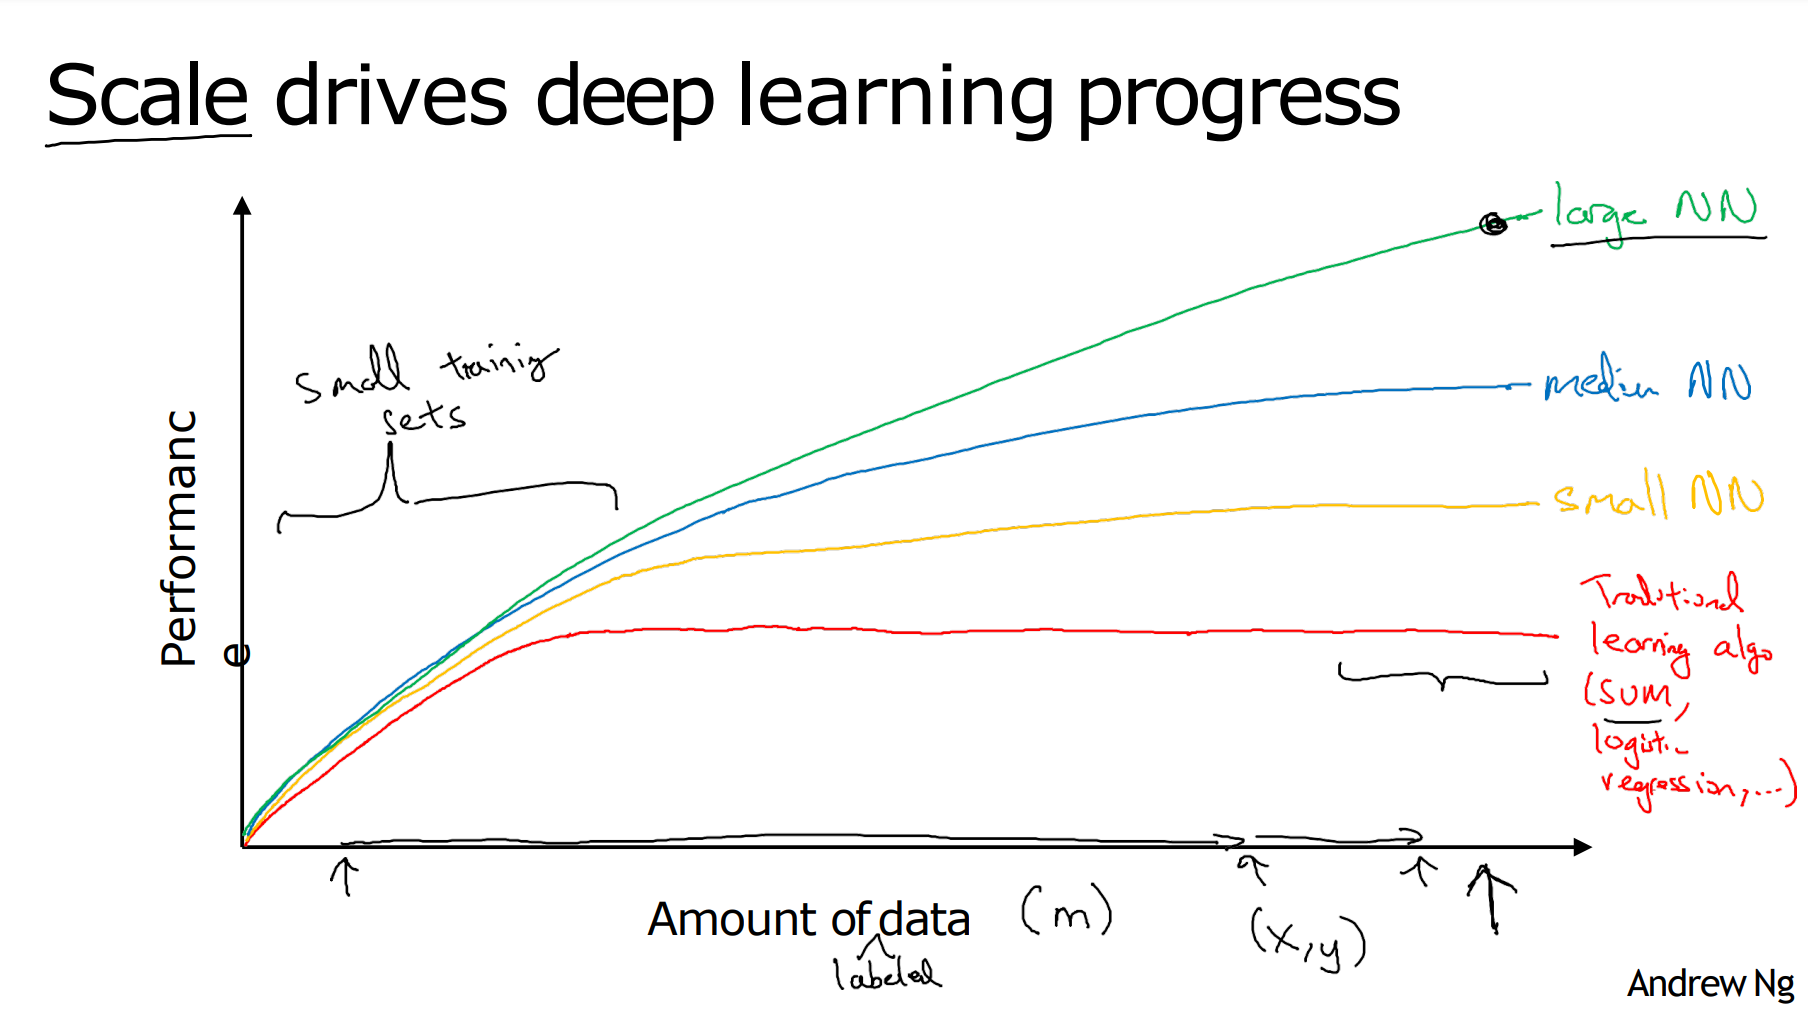 Scale drives deep learning progress
large NN
medium NN
small NN
Traditional
learning algo
(SVM,
logistic
regression, ...)
small training
sets
Performanc
e
Amount of data (m)
labeled
(x,y)
Andrew Ng